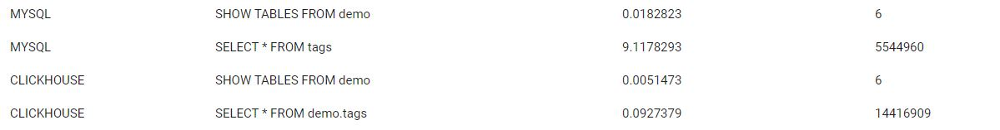 MYSQL SHOW TABLES FROM demo 0.0182823 6
MYSQL SELECT * FROM tags 9.1178293 5544960
CLICKHOUSE SHOW TABLES FROM demo 0.0051473 6
CLICKHOUSE SELECT * FROM demo.tags 0.0927379 14416909